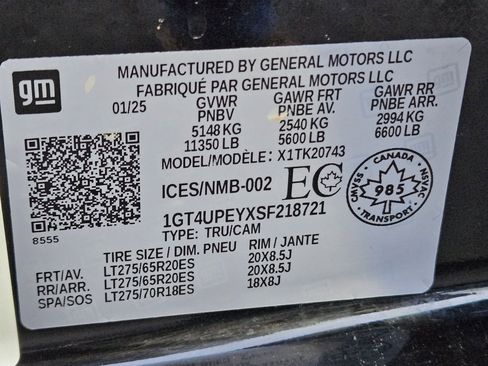 gm
MANUFACTURED BY GENERAL MOTORS LLC
FABRIQUÉ PAR GENERAL MOTORS LLC
01/25 GVWR GAWR FRT GAWR RR
PNBV PNBE AV. PNBE ARR.
5148 KG 2540 KG 2994 KG
11350 LB 5600 LB 6600 LB
MODEL/MODÈLE: X1TK20743
ICES/NMB-002 EC
CANADA
CMVSS 985 NSVAC
TRANSPORT
1GT4UPEYXSF218721
8555
TYPE: TRU/CAM
TIRE SIZE / DIM. PNEU RIM / JANTE
FRT/AV. LT275/65R20ES 20X8.5J
RR/ARR. LT275/65R20ES 20X8.5J
SPA/SOS LT275/70R18ES 18X8J